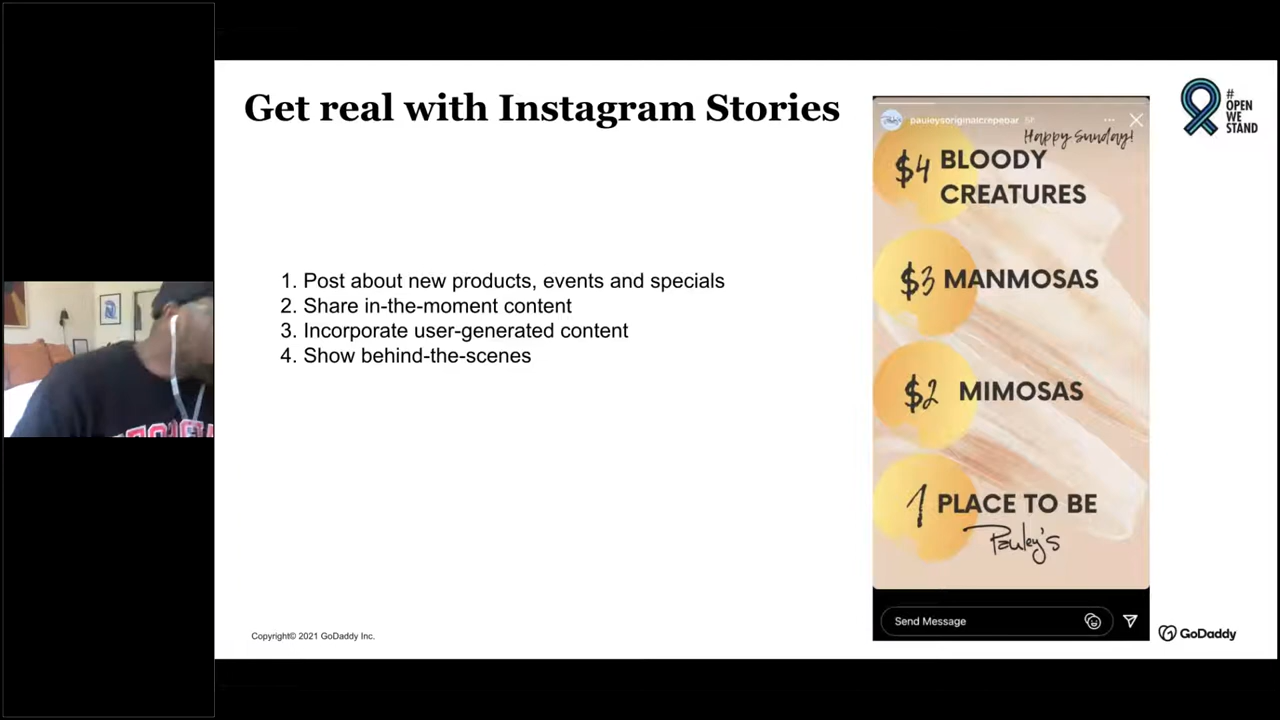 Get real with Instagram Stories
1. Post about new products, events and specials
2. Share in-the-moment content
3. Incorporate user-generated content
4. Show behind-the-scenes
pauleysoriginalcrepebar
Happy Sunday!
$4 BLOODY
CREATURES
$3 MANMOSAS
$2 MIMOSAS
1 PLACE TO BE
Pauley's
Send Message
#
OPEN
WE
STAND
Copyright© 2021 GoDaddy Inc.
GoDaddy